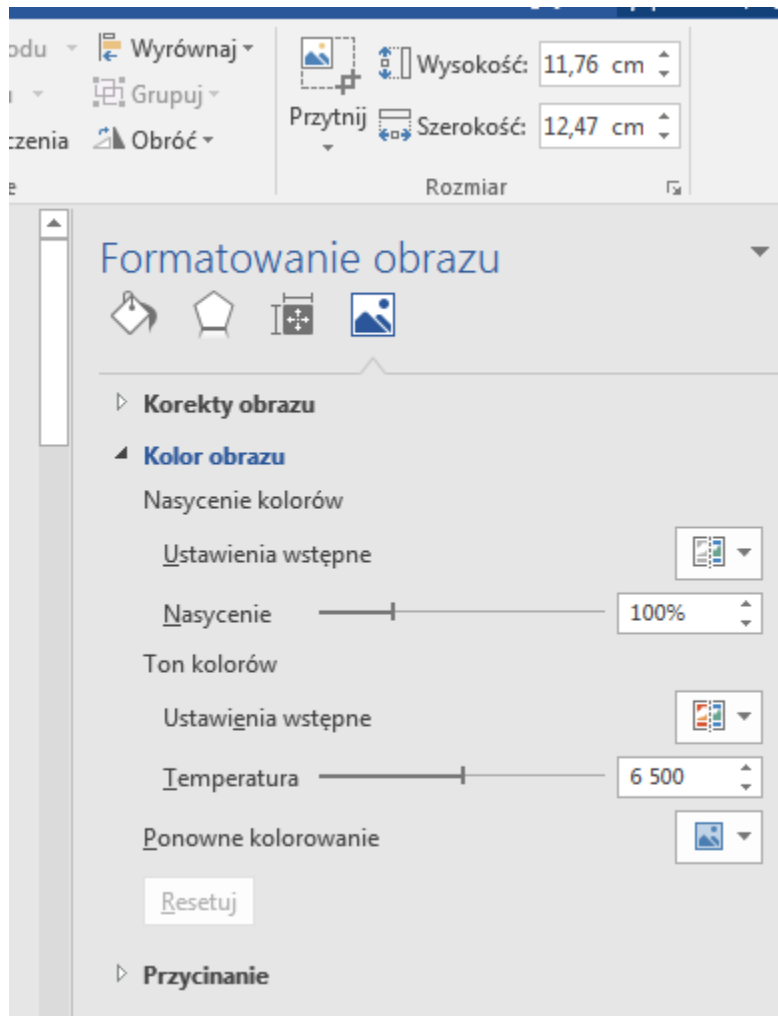 Wyrównaj
Grupuj
Obróć
Przytnij
Wysokość: 11,76 cm
Szerokość: 12,47 cm
Rozmiar
Formatowanie obrazu
Korekty obrazu
Kolor obrazu
Nasycenie kolorów
Ustawienia wstępne
Nasycenie 100%
Ton kolorów
Ustawienia wstępne
Temperatura 6 500
Ponowne kolorowanie
Resetuj
Przycinanie